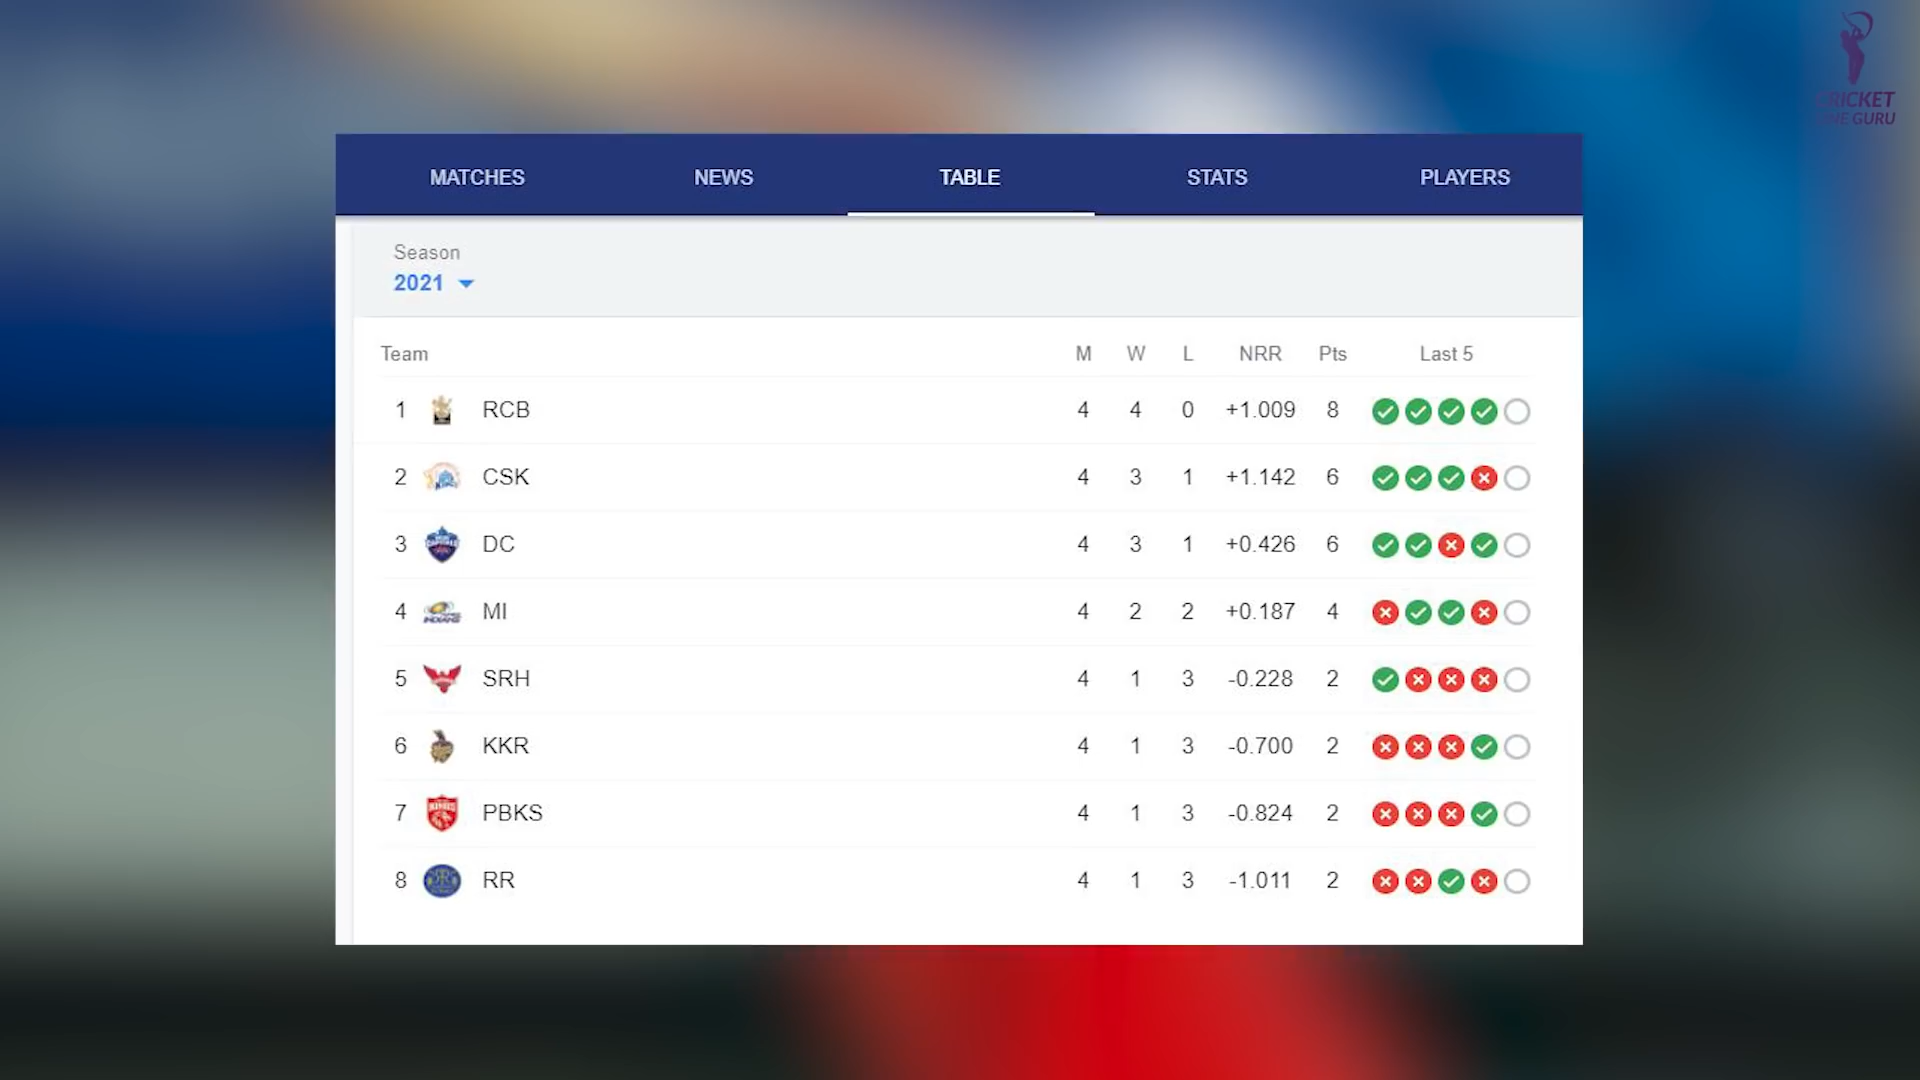 CRICKET
LINE GURU
MATCHES NEWS TABLE STATS PLAYERS
Season
2021
Team M W L NRR Pts Last 5
1 RCB 4 4 0 +1.009 8
2 CSK 4 3 1 +1.142 6
3 DC 4 3 1 +0.426 6
4 MI 4 2 2 +0.187 4
5 SRH 4 1 3 -0.228 2
6 KKR 4 1 3 -0.700 2
7 PBKS 4 1 3 -0.824 2
8 RR 4 1 3 -1.011 2